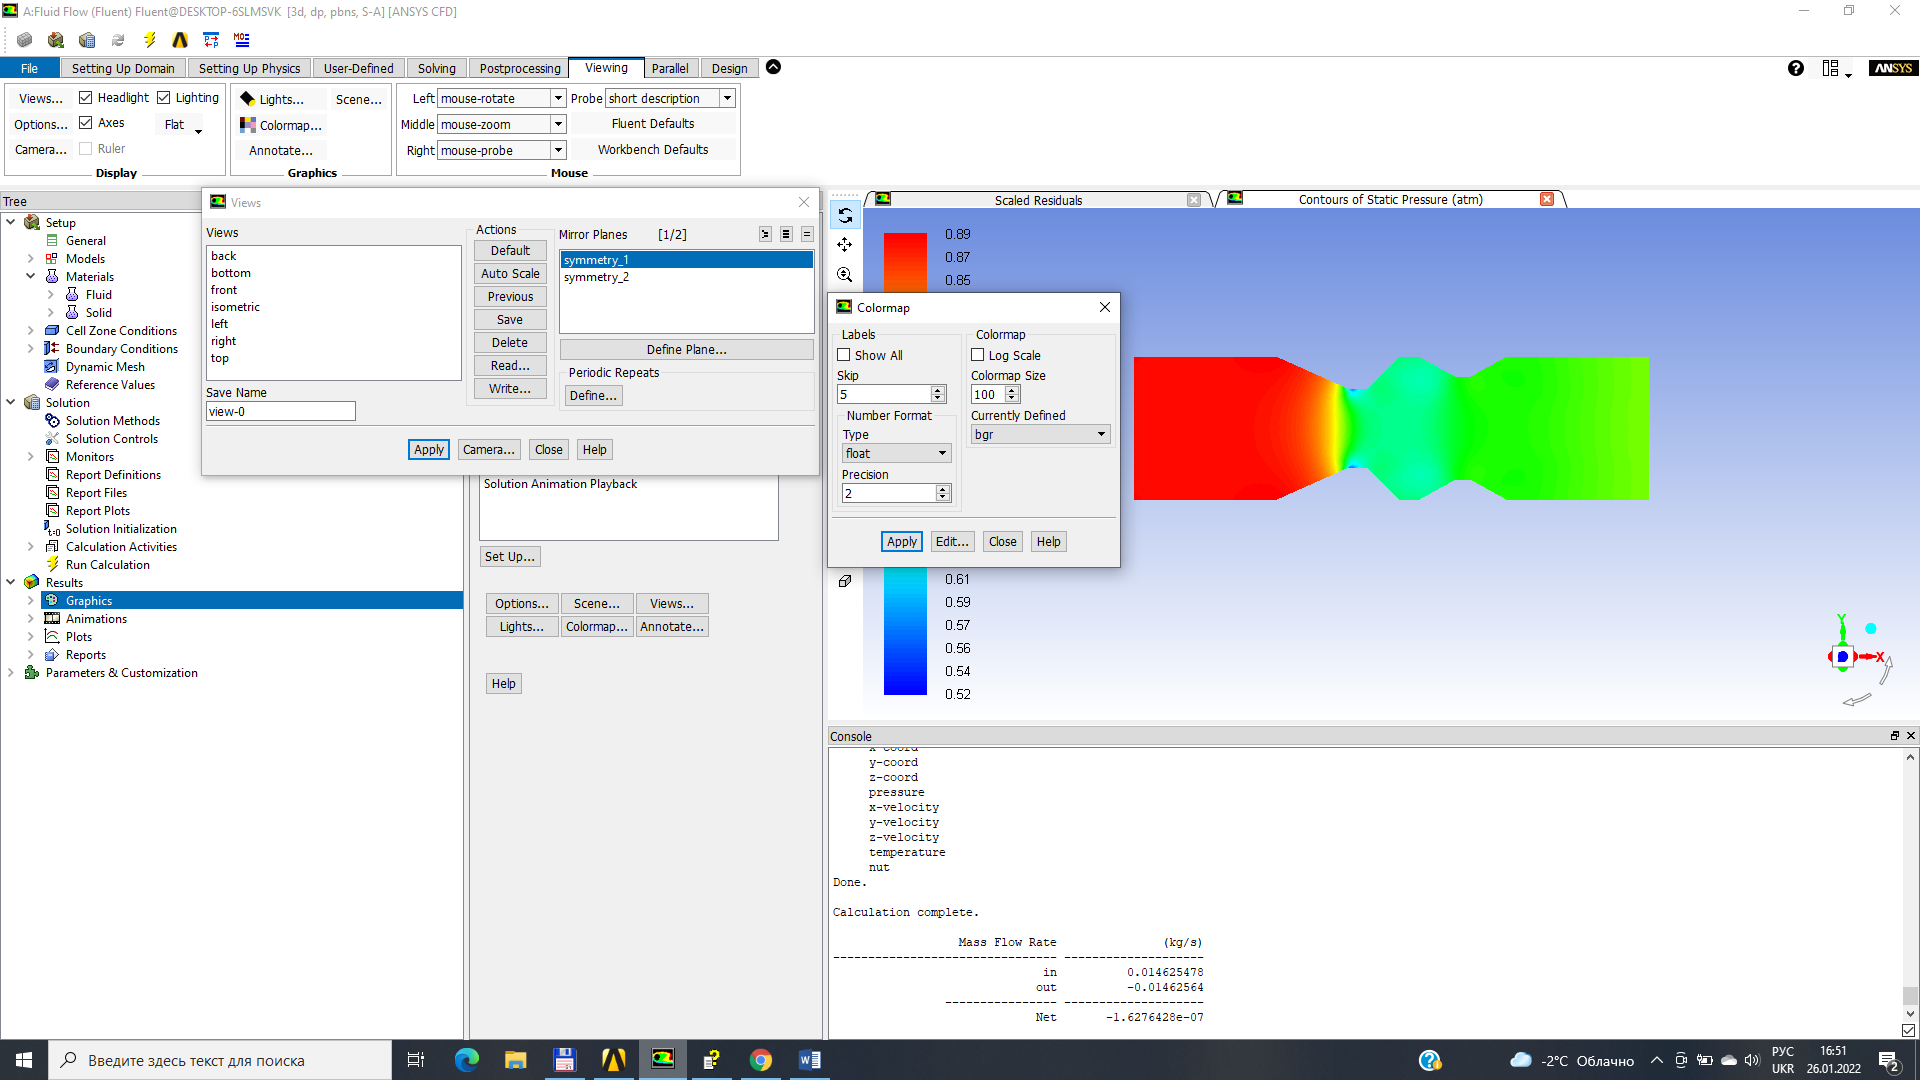 A:Fluid Flow (Fluent) Fluent@DESKTOP-6SLMSVK [3d, dp, pbns, S-A] [ANSYS CFD]
File
Setting Up Domain
Setting Up Physics
User-Defined
Solving
Postprocessing
Viewing
Parallel
Design
ANSYS
Views...
Headlight
Lighting
Options...
Axes
Flat
Camera...
Ruler
Display
Lights...
Scene...
Colormap...
Annotate...
Graphics
Left
mouse-rotate
Probe
short description
Middle
mouse-zoom
Fluent Defaults
Right
mouse-probe
Workbench Defaults
Mouse
Tree
Setup
General
Models
Materials
Fluid
Solid
Cell Zone Conditions
Boundary Conditions
Dynamic Mesh
Reference Values
Solution
Solution Methods
Solution Controls
Monitors
Report Definitions
Report Files
Report Plots
Solution Initialization
Calculation Activities
Run Calculation
Results
Graphics
Animations
Plots
Reports
Parameters & Customization
Views
Views
back
bottom
front
isometric
left
right
top
Save Name
view-0
Actions
Default
Auto Scale
Previous
Save
Delete
Read...
Write...
Mirror Planes [1/2]
symmetry_1
symmetry_2
Define Plane...
Periodic Repeats
Define...
Apply
Camera...
Close
Help
Solution Animation Playback
Set Up...
Options...
Scene...
Views...
Lights...
Colormap...
Annotate...
Help
Scaled Residuals
Contours of Static Pressure (atm)
0.89
0.87
0.85
Colormap
Labels
Show All
Skip
5
Number Format
Type
float
Precision
2
Colormap
Log Scale
Colormap Size
100
Currently Defined
bgr
Apply
Edit...
Close
Help
0.61
0.59
0.57
0.56
0.54
0.52
Y
X
Console
x-coord
y-coord
z-coord
pressure
x-velocity
y-velocity
z-velocity
temperature
nut
Done.
Calculation complete.
Mass Flow Rate (kg/s)
-------------------------------- --------------------
in 0.014625478
out -0.01462564
---------------- --------------------
Net -1.6276428e-07
Введите здесь текст для поиска
-2°C Облачно
РУС
UKR
16:51
26.01.2022
2